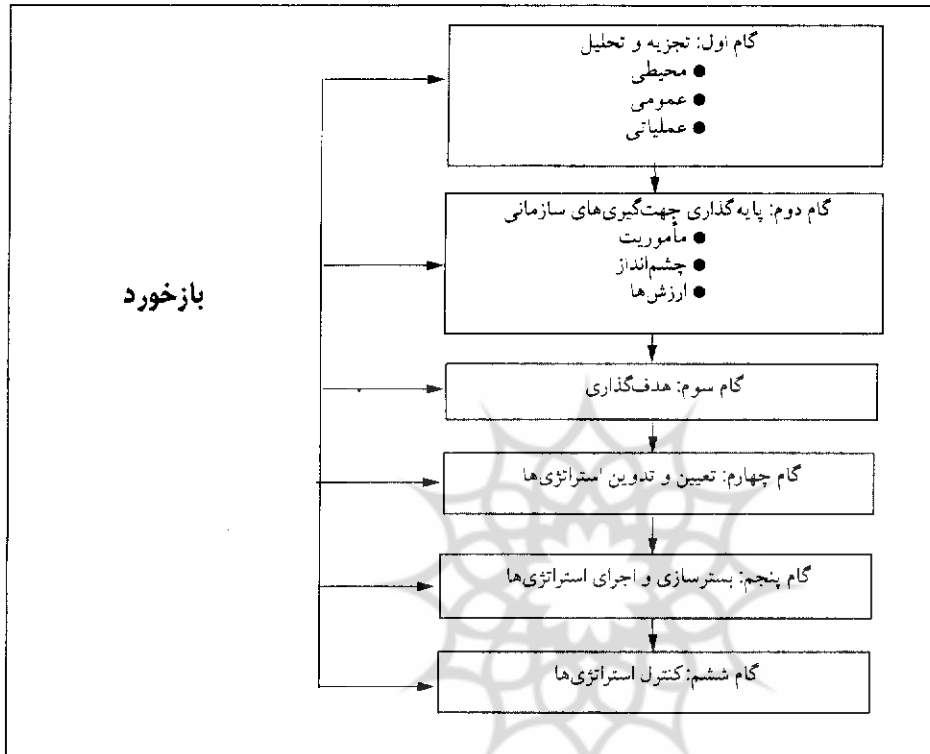 گام اول: تجزیه و تحلیل
● محیطی
● عمومی
● عملیاتی
گام دوم: پایه‌گذاری جهت‌گیری‌های سازمانی
● مأموریت
● چشم‌انداز
● ارزش‌ها
بازخورد
گام سوم: هدف‌گذاری
گام چهارم: تعیین و تدوین استراتژی‌ها
گام پنجم: بسترسازی و اجرای استراتژی‌ها
گام ششم: کنترل استراتژی‌ها